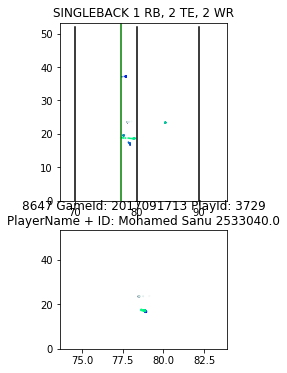 SINGLEBACK 1 RB, 2 TE, 2 WR
50
40
30
20
10
0
70 80 90
8647 GameId: 2017091713 PlayId: 3729
PlayerName + ID: Mohamed Sanu 2533040.0
40
20
0
75.0 77.5 80.0 82.5